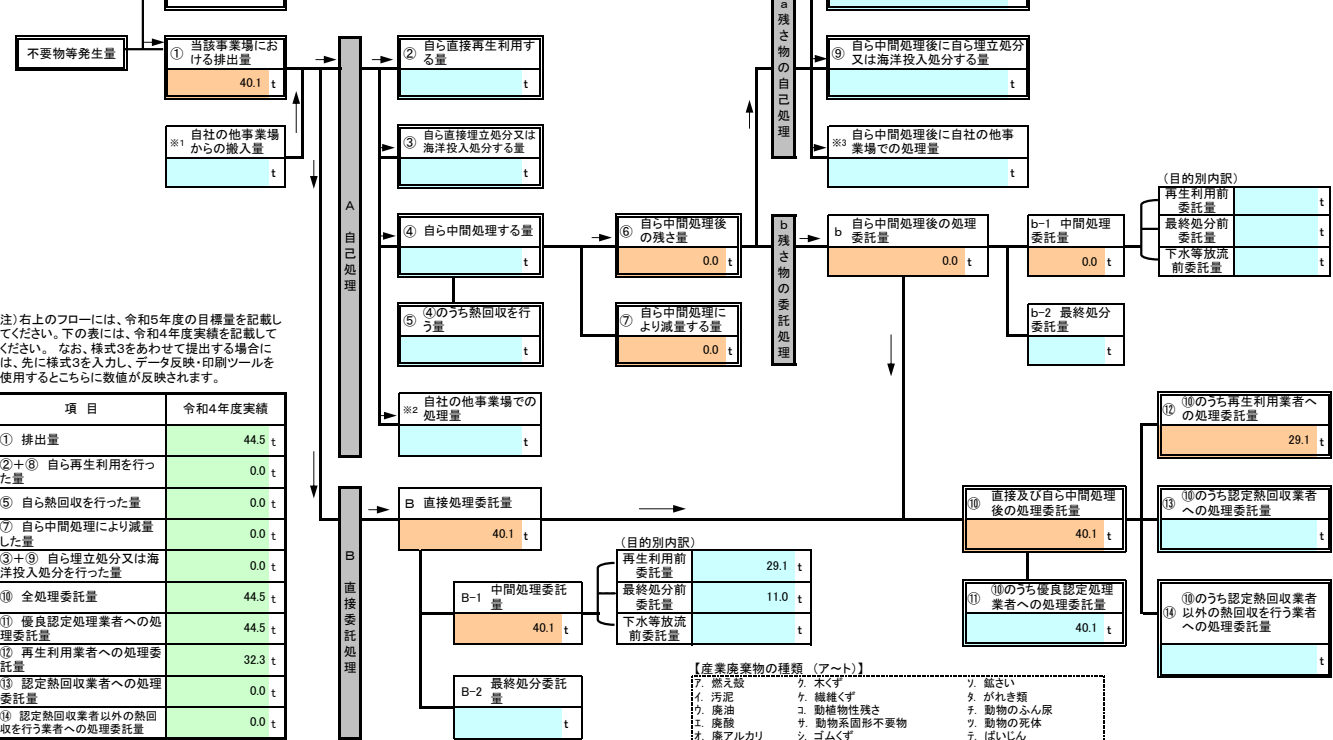 不要物等発生量
① 当該事業場にお
ける排出量
40.1 t
※1 自社の他事業場
からの搬入量
t
A 自己処理
② 自ら直接再生利用す
る量
t
③ 自ら直接埋立処分又は
海洋投入処分する量
t
④ 自ら中間処理する量
t
⑤ ④のうち熱回収を行
う量
t
※2 自社の他事業場での
処理量
t
⑥ 自ら中間処理後
の残さ量
0.0 t
⑦ 自ら中間処理に
より減量する量
0.0 t
a 残さ物の自己処理
⑨ 自ら中間処理後に自ら埋立処分
又は海洋投入処分する量
t
※3 自ら中間処理後に自社の他事
業場での処理量
t
b 残さ物の委託処理
b 自ら中間処理後の処理
委託量
0.0 t
b-1 中間処理
委託量
0.0 t
b-2 最終処分
委託量
t
(目的別内訳)
再生利用前
委託量
t
最終処分前
委託量
t
下水等放流
前委託量
t
注)右上のフローには、令和5年度の目標量を記載し
てください。下の表には、令和4年度実績を記載して
ください。 なお、様式3をあわせて提出する場合に
は、先に様式3を入力し、データ反映・印刷ツールを
使用するとこちらに数値が反映されます。
項 目 令和4年度実績
① 排出量 44.5 t
②+⑧ 自ら再生利用を行っ
た量 0.0 t
⑤ 自ら熱回収を行った量 0.0 t
⑦ 自ら中間処理により減量
した量 0.0 t
③+⑨ 自ら埋立処分又は海
洋投入処分を行った量 0.0 t
⑩ 全処理委託量 44.5 t
⑪ 優良認定処理業者への処
理委託量 44.5 t
⑫ 再生利用業者への処理委
託量 32.3 t
⑬ 認定熱回収業者への処理
委託量 0.0 t
⑭ 認定熱回収業者以外の熱回
収を行う業者への処理委託量 0.0 t
B 直接委託処理
B 直接処理委託量
40.1 t
B-1 中間処理委託
量
40.1 t
B-2 最終処分委託
量
t
(目的別内訳)
再生利用前
委託量
29.1 t
最終処分前
委託量
11.0 t
下水等放流
前委託量
t
⑩ 直接及び自ら中間処理
後の処理委託量
40.1 t
⑪ ⑩のうち優良認定処理
業者への処理委託量
40.1 t
⑫ ⑩のうち再生利用業者へ
の処理委託量
29.1 t
⑬ ⑩のうち認定熱回収業者
への処理委託量
t
⑭ ⑩のうち認定熱回収業者
以外の熱回収を行う業者
への処理委託量
t
【産業廃棄物の種類 (ア~ト)】
ア. 燃え殻 ク. 木くず ソ. 鉱さい
イ. 汚泥 ケ. 繊維くず タ. がれき類
ウ. 廃油 コ. 動植物性残さ チ. 動物のふん尿
エ. 廃酸 サ. 動物系固形不要物 ツ. 動物の死体
オ. 廃アルカリ シ. ゴムくず テ. ばいじん